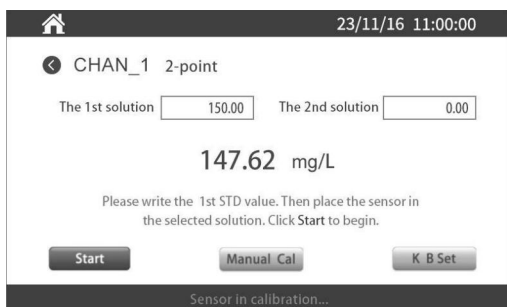 23/11/16 11:00:00
CHAN_1 2-point
The 1st solution 150.00 The 2nd solution 0.00
147.62 mg/L
Please write the 1st STD value. Then place the sensor in
the selected solution. Click Start to begin.
Start Manual Cal K B Set
Sensor in calibration...